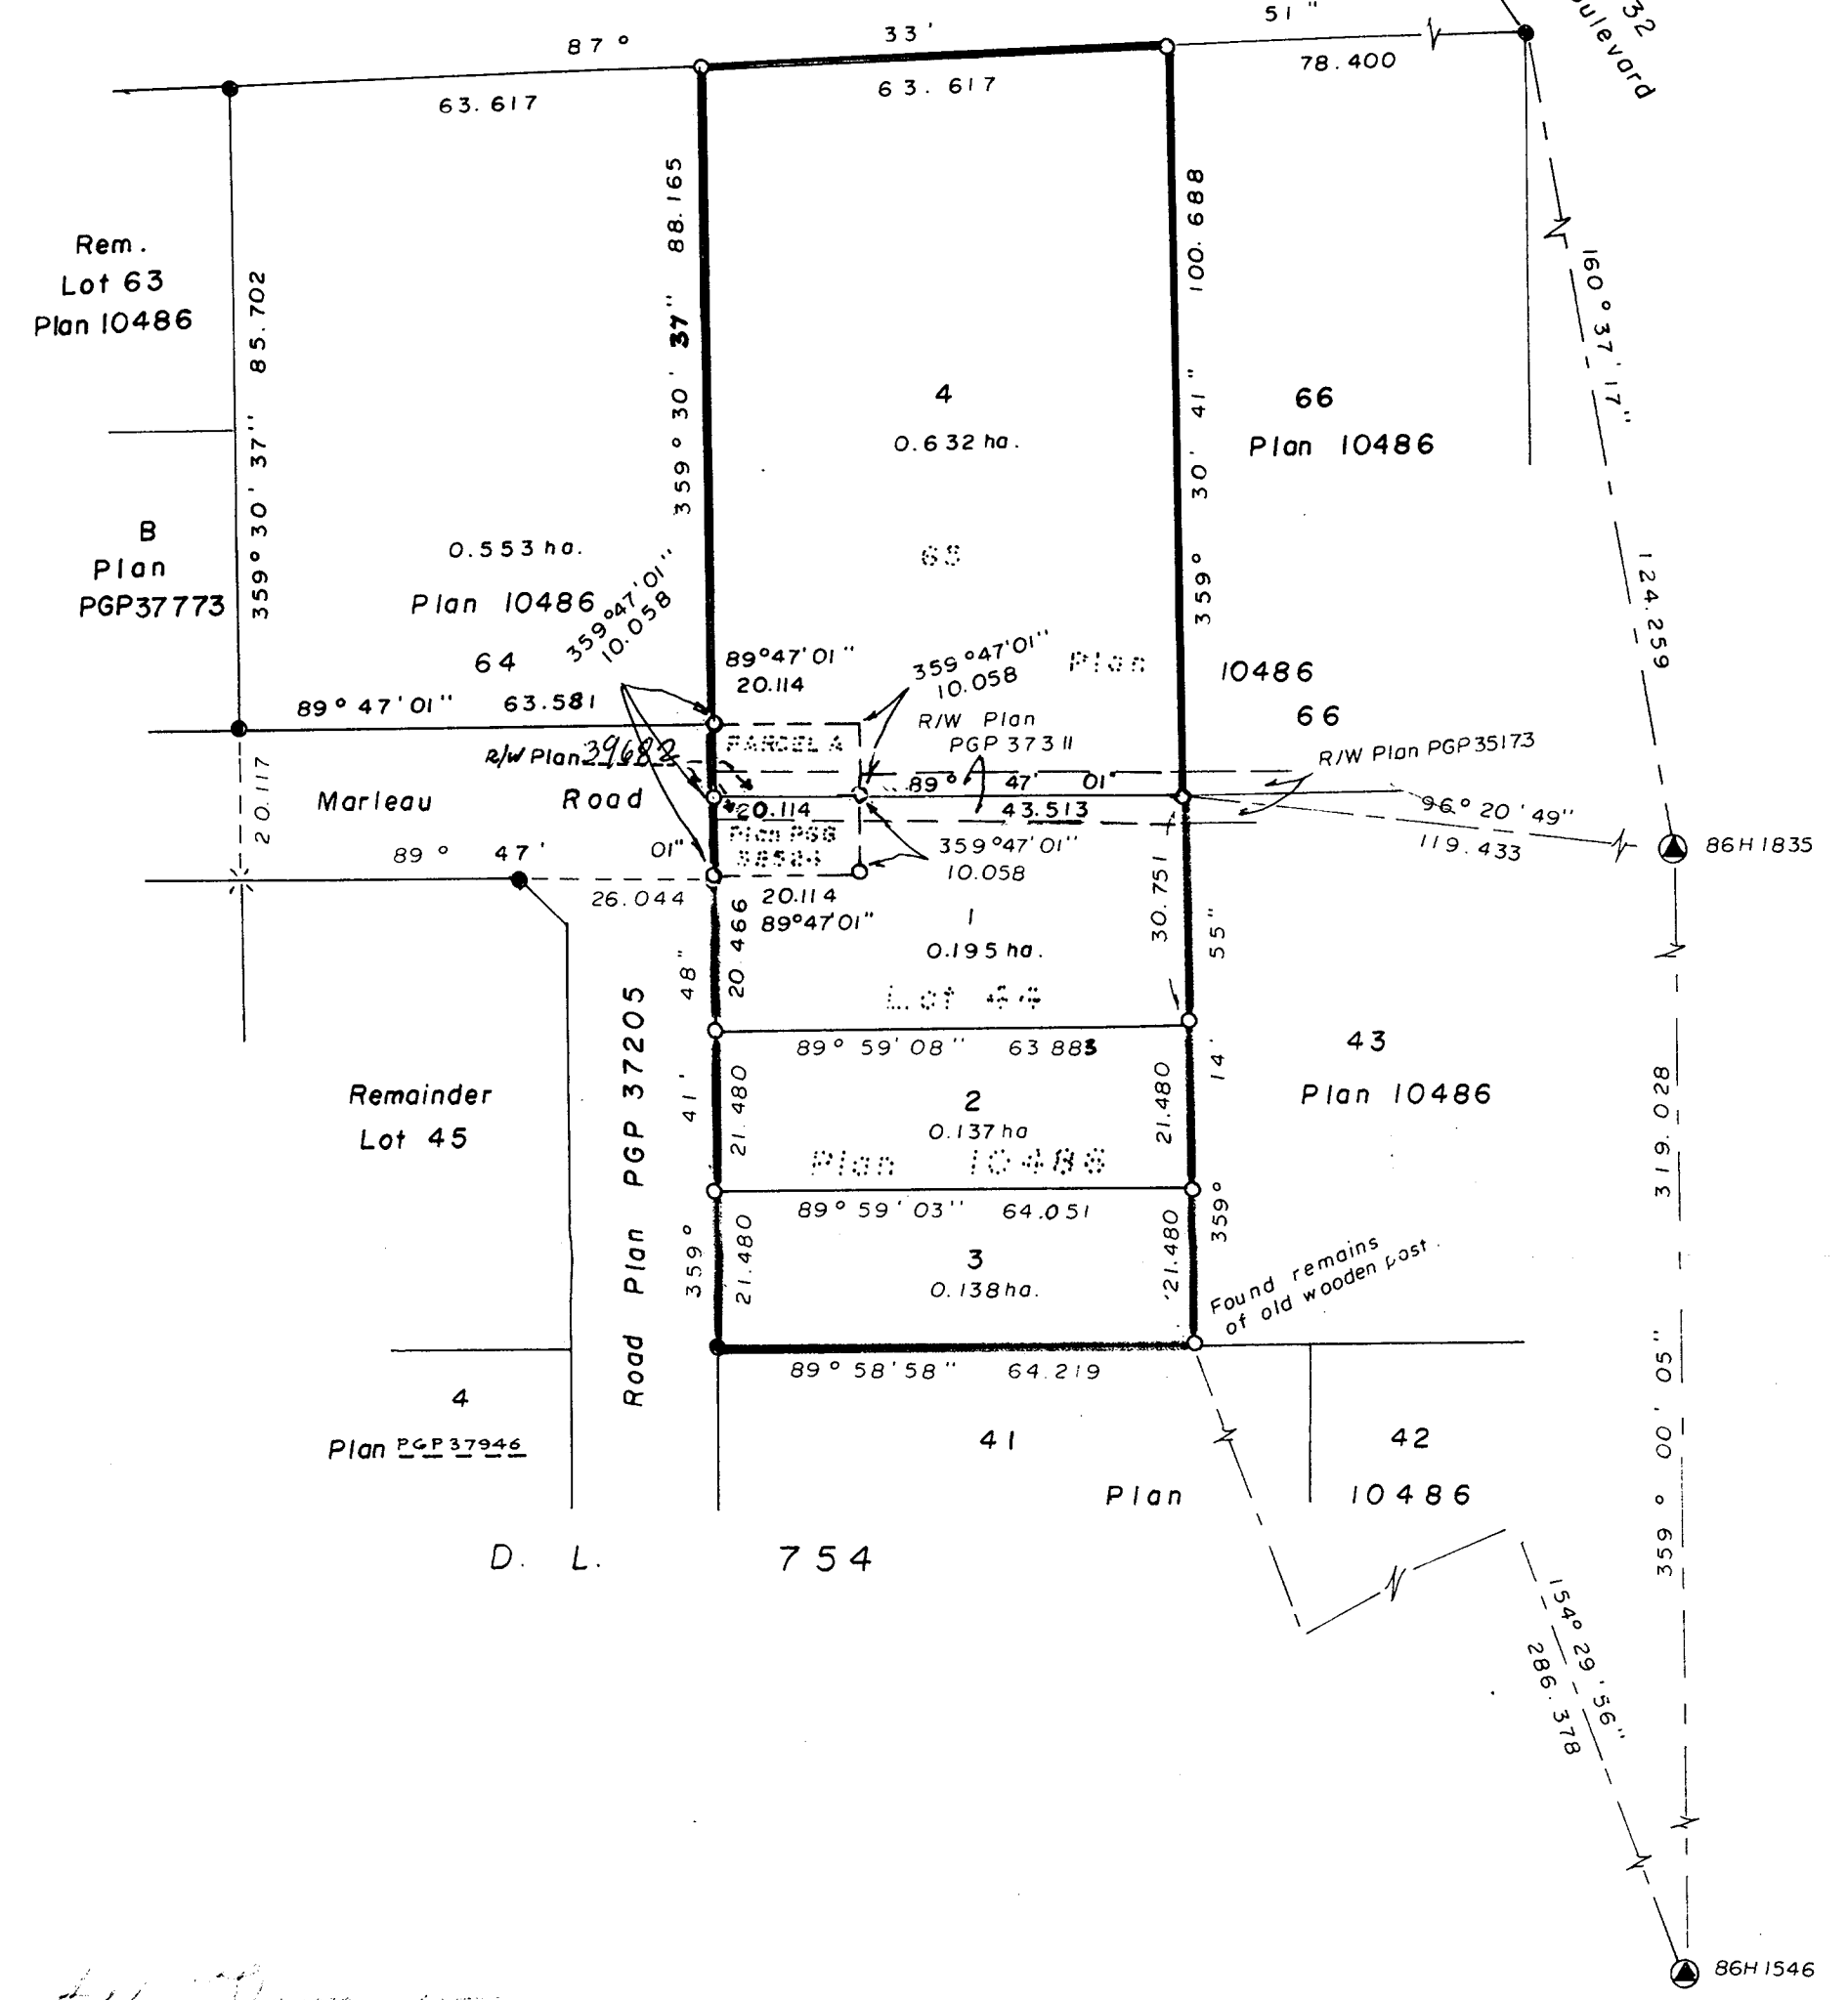 32
51"
87° 33'
63.617
63.617
78.400
88.165
100.688
Rem.
Lot 63
Plan 10486
85.702
359° 30' 37"
359° 30' 37"
359° 30' 41"
160° 37' 17"
124.259
4
0.632 ha.
66
Plan 10486
B
Plan
PGP37773
0.553 ha.
Plan 10486
64
359°47'01"
10.058
89°47'01"
20.114
359°47'01"
10.058
Plan 10486
66
89° 47'01" 63.581
R/W Plan 39682
PARCEL A
R/W Plan
PGP 37311
R/W Plan PGP35173
20.117
Marleau Road
89° 47' 01"
20.114
43.513
96° 20'49"
119.433
86H1835
89° 47' 01"
26.044
Plan PGG
38584
359°47'01"
10.058
20.114
89°47'01"
20.466
30.751
1
0.195 ha.
Lot 44
359° 41' 48"
359° 14' 55"
89° 59' 08" 63 883
43
Plan 10486
Road Plan PGP 37205
Remainder
Lot 45
21.480
2
0.137 ha
21.480
Plan 10486
89° 59' 03" 64.051
21.480
3
0.138 ha.
21.480
Found remains
of old wooden post.
89° 58'58" 64.219
319.028
359° 00' 05"
4
Plan PGP37946
41
42
Plan 10486
D. L. 754
154° 29'56"
286.378
86H1546